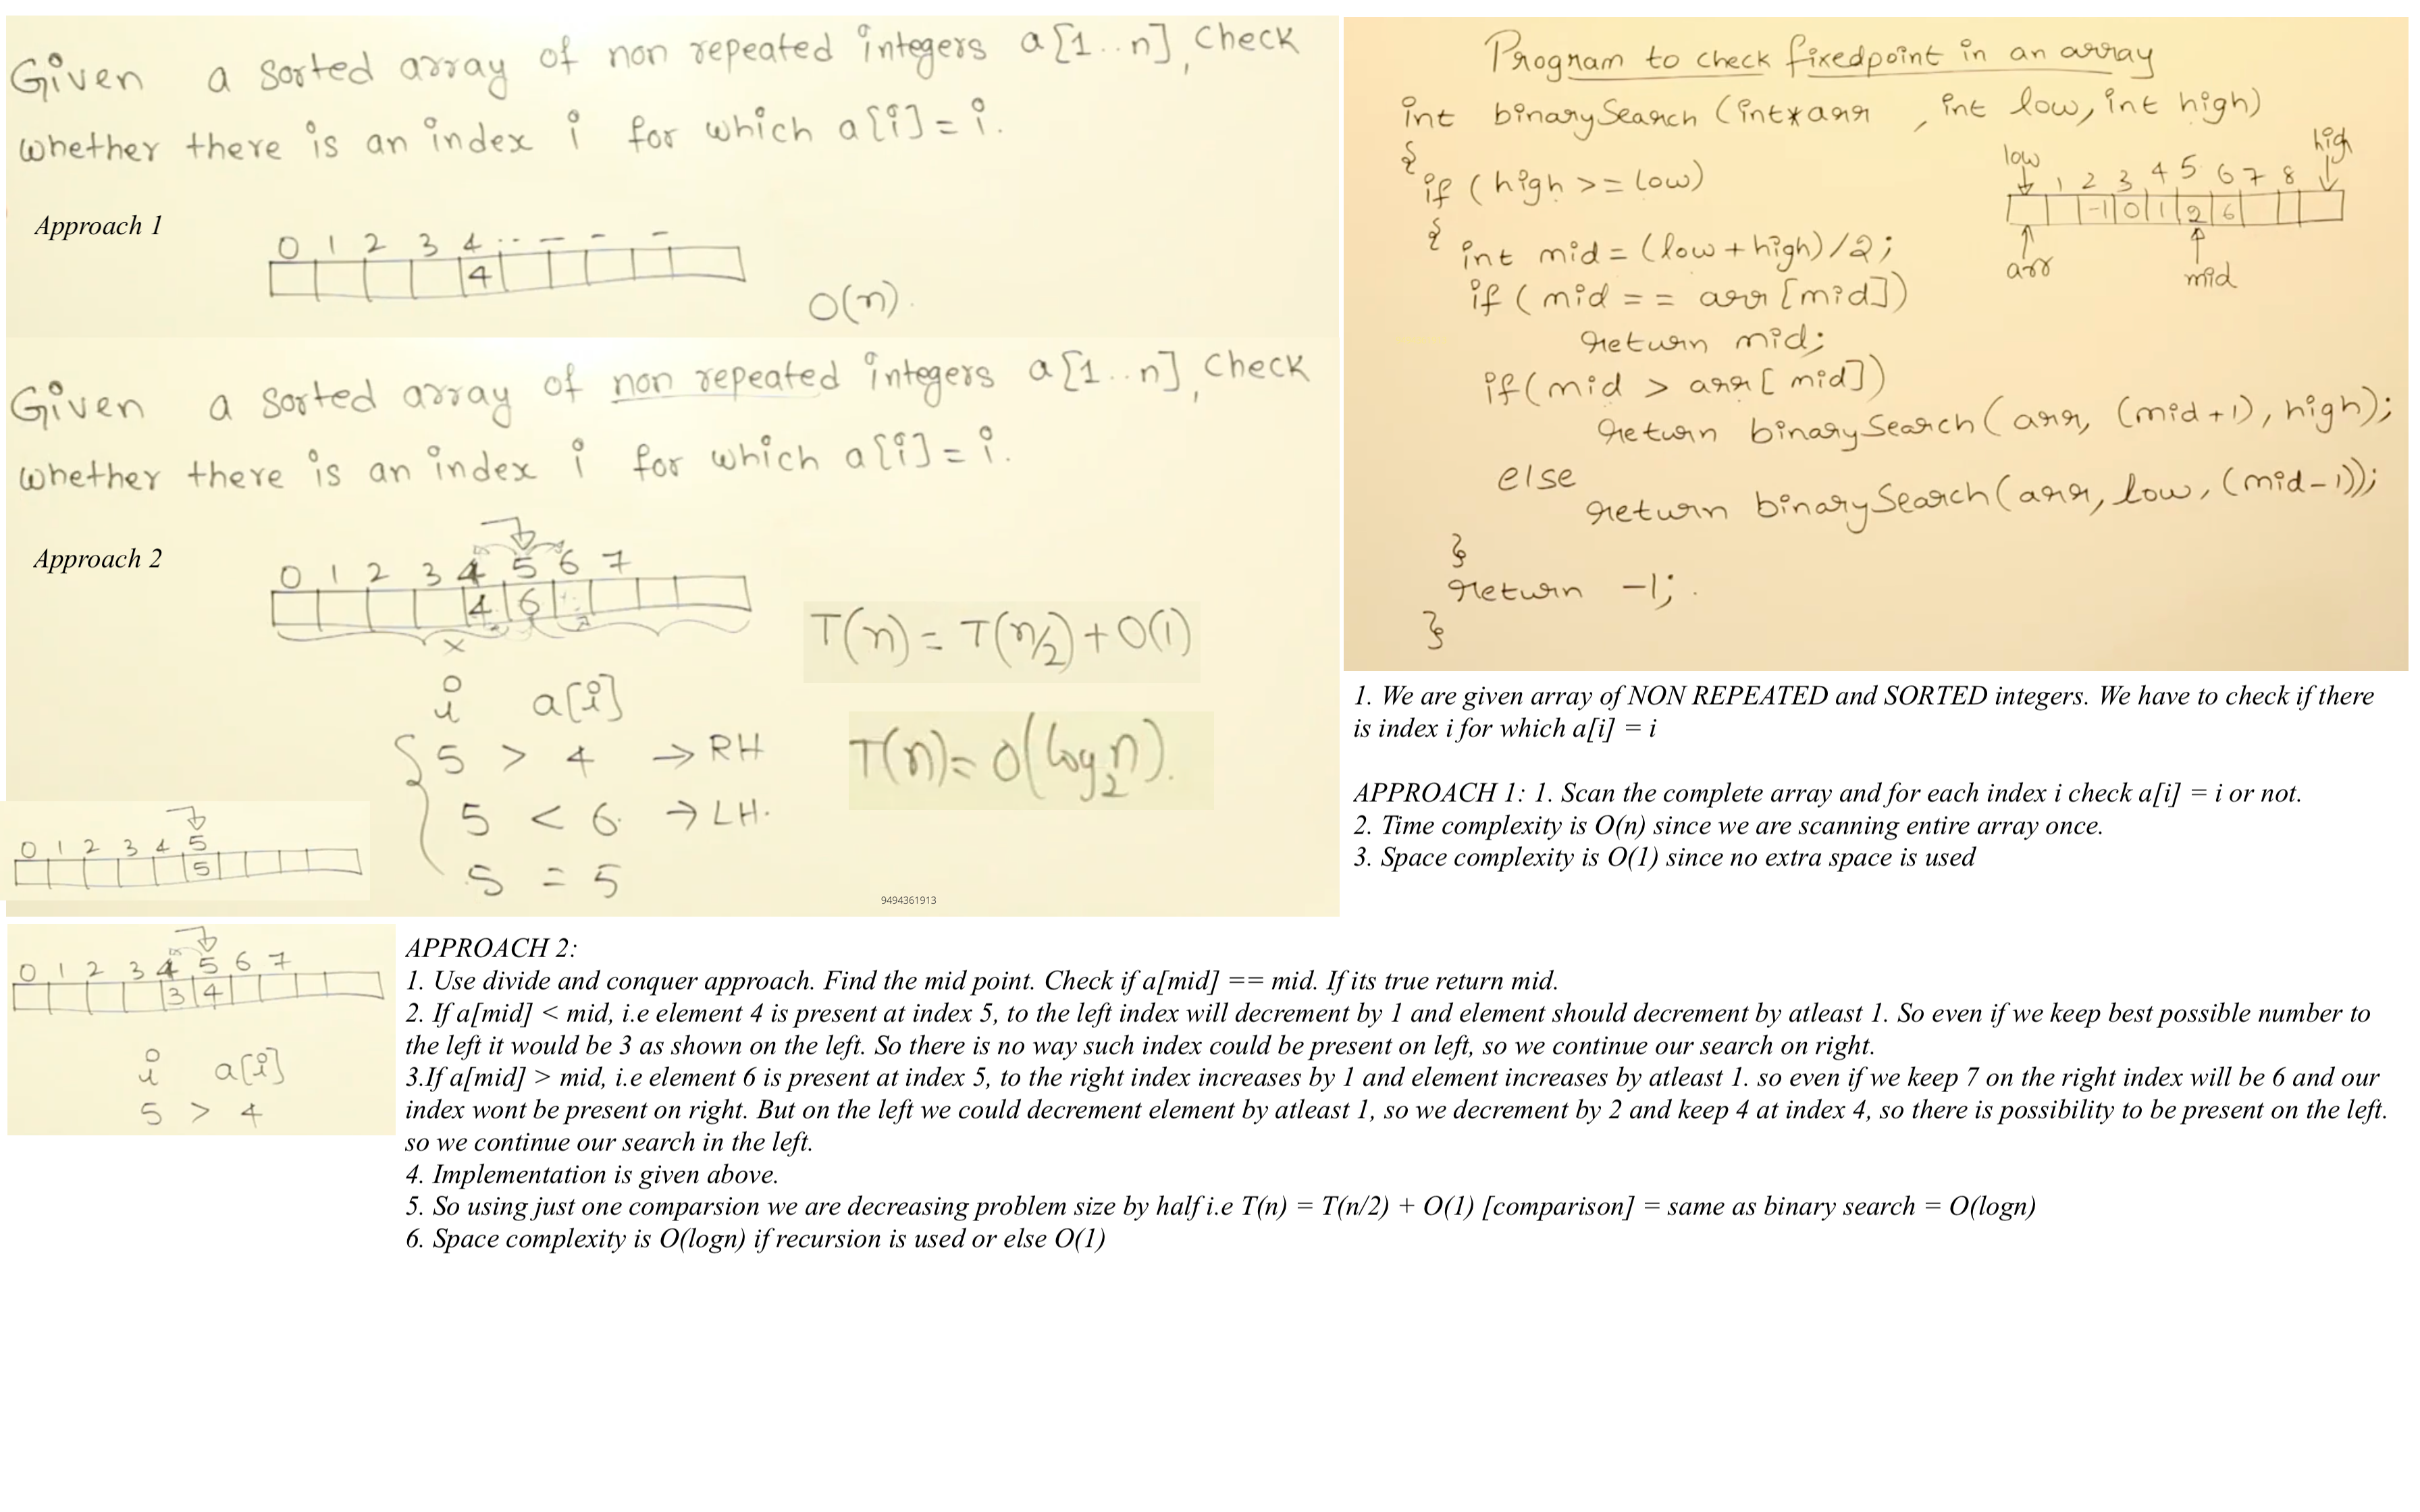 Given a sorted array of non repeated integers a[1..n], check
whether there is an index i for which a[i] = i.
Approach 1
0 1 2 3 4 .. — - –
4
O(n).
Given a sorted array of non repeated integers a[1..n], check
whether there is an index i for which a[i] = i.
Approach 2
0 1 2 3 4 5 6 7
4 6
x
i a[i]
5 > 4 → RH
5 < 6. → LH.
5 = 5
T(n) = T(n/2) + O(1)
T(n) = O(log₂n).
0 1 2 3 4 5
5
9494361913
Program to check fixedpoint in an array
int binarySearch (int*arr , int low, int high)
{
if (high >= low)
{ int mid = (low + high)/2;
if (mid == arr [mid])
return mid;
if(mid > arr[mid])
return binarySearch(arr, (mid+1), high);
else
return binarySearch(arr, low, (mid-1));
}
return -1;
}
low high
1 2 3 4 5 6 7 8
-1 0 1 2 6
arr mid
1. We are given array of NON REPEATED and SORTED integers. We have to check if there
is index i for which a[i] = i
APPROACH 1: 1. Scan the complete array and for each index i check a[i] = i or not.
2. Time complexity is O(n) since we are scanning entire array once.
3. Space complexity is O(1) since no extra space is used
0 1 2 3 4 5 6 7
3 4
i a[i]
5 > 4
APPROACH 2:
1. Use divide and conquer approach. Find the mid point. Check if a[mid] == mid. If its true return mid.
2. If a[mid] < mid, i.e element 4 is present at index 5, to the left index will decrement by 1 and element should decrement by atleast 1. So even if we keep best possible number to
the left it would be 3 as shown on the left. So there is no way such index could be present on left, so we continue our search on right.
3.If a[mid] > mid, i.e element 6 is present at index 5, to the right index increases by 1 and element increases by atleast 1. so even if we keep 7 on the right index will be 6 and our
index wont be present on right. But on the left we could decrement element by atleast 1, so we decrement by 2 and keep 4 at index 4, so there is possibility to be present on the left.
so we continue our search in the left.
4. Implementation is given above.
5. So using just one comparsion we are decreasing problem size by half i.e T(n) = T(n/2) + O(1) [comparison] = same as binary search = O(logn)
6. Space complexity is O(logn) if recursion is used or else O(1)